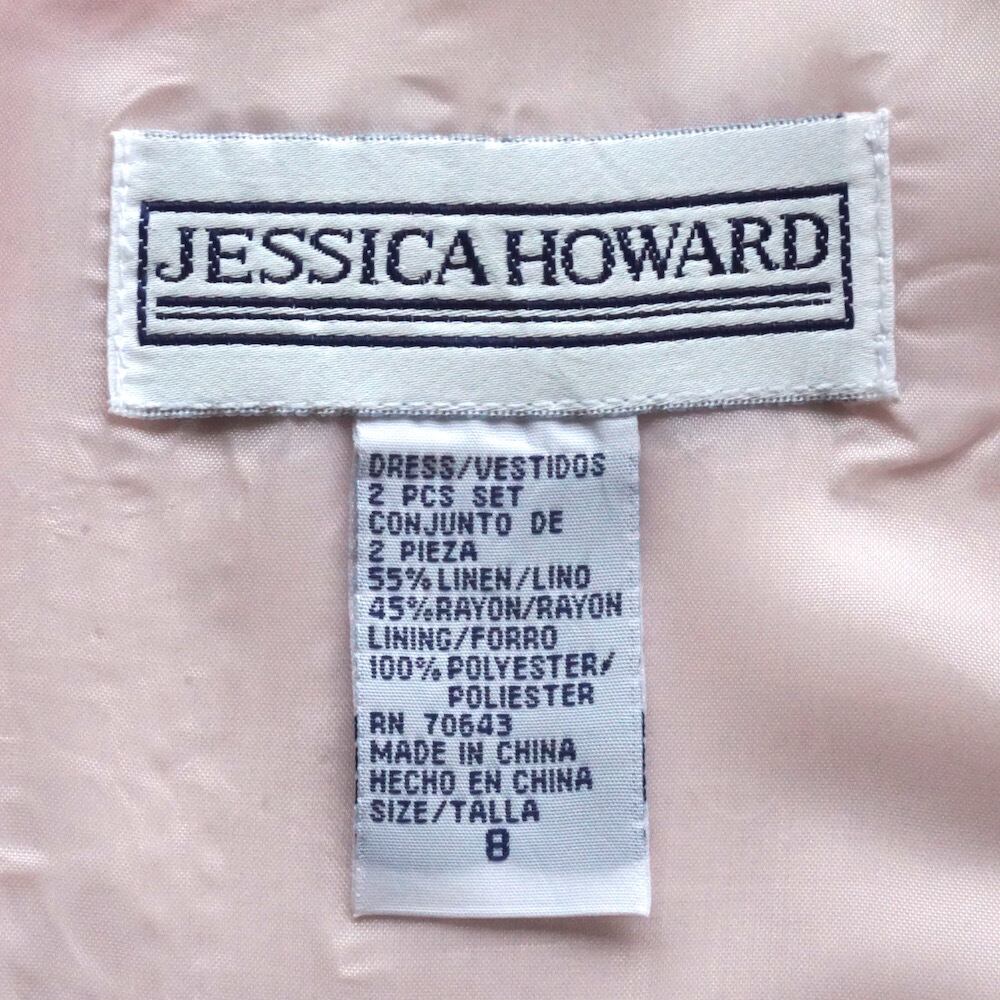 JESSICA HOWARD
DRESS/VESTIDOS
2 PCS SET
CONJUNTO DE
2 PIEZA
55% LINEN/LINO
45%RAYON/RAYON
LINING/FORRO
100% POLYESTER/
POLIESTER
RN 70643
MADE IN CHINA
HECHO EN CHINA
SIZE/TALLA
8